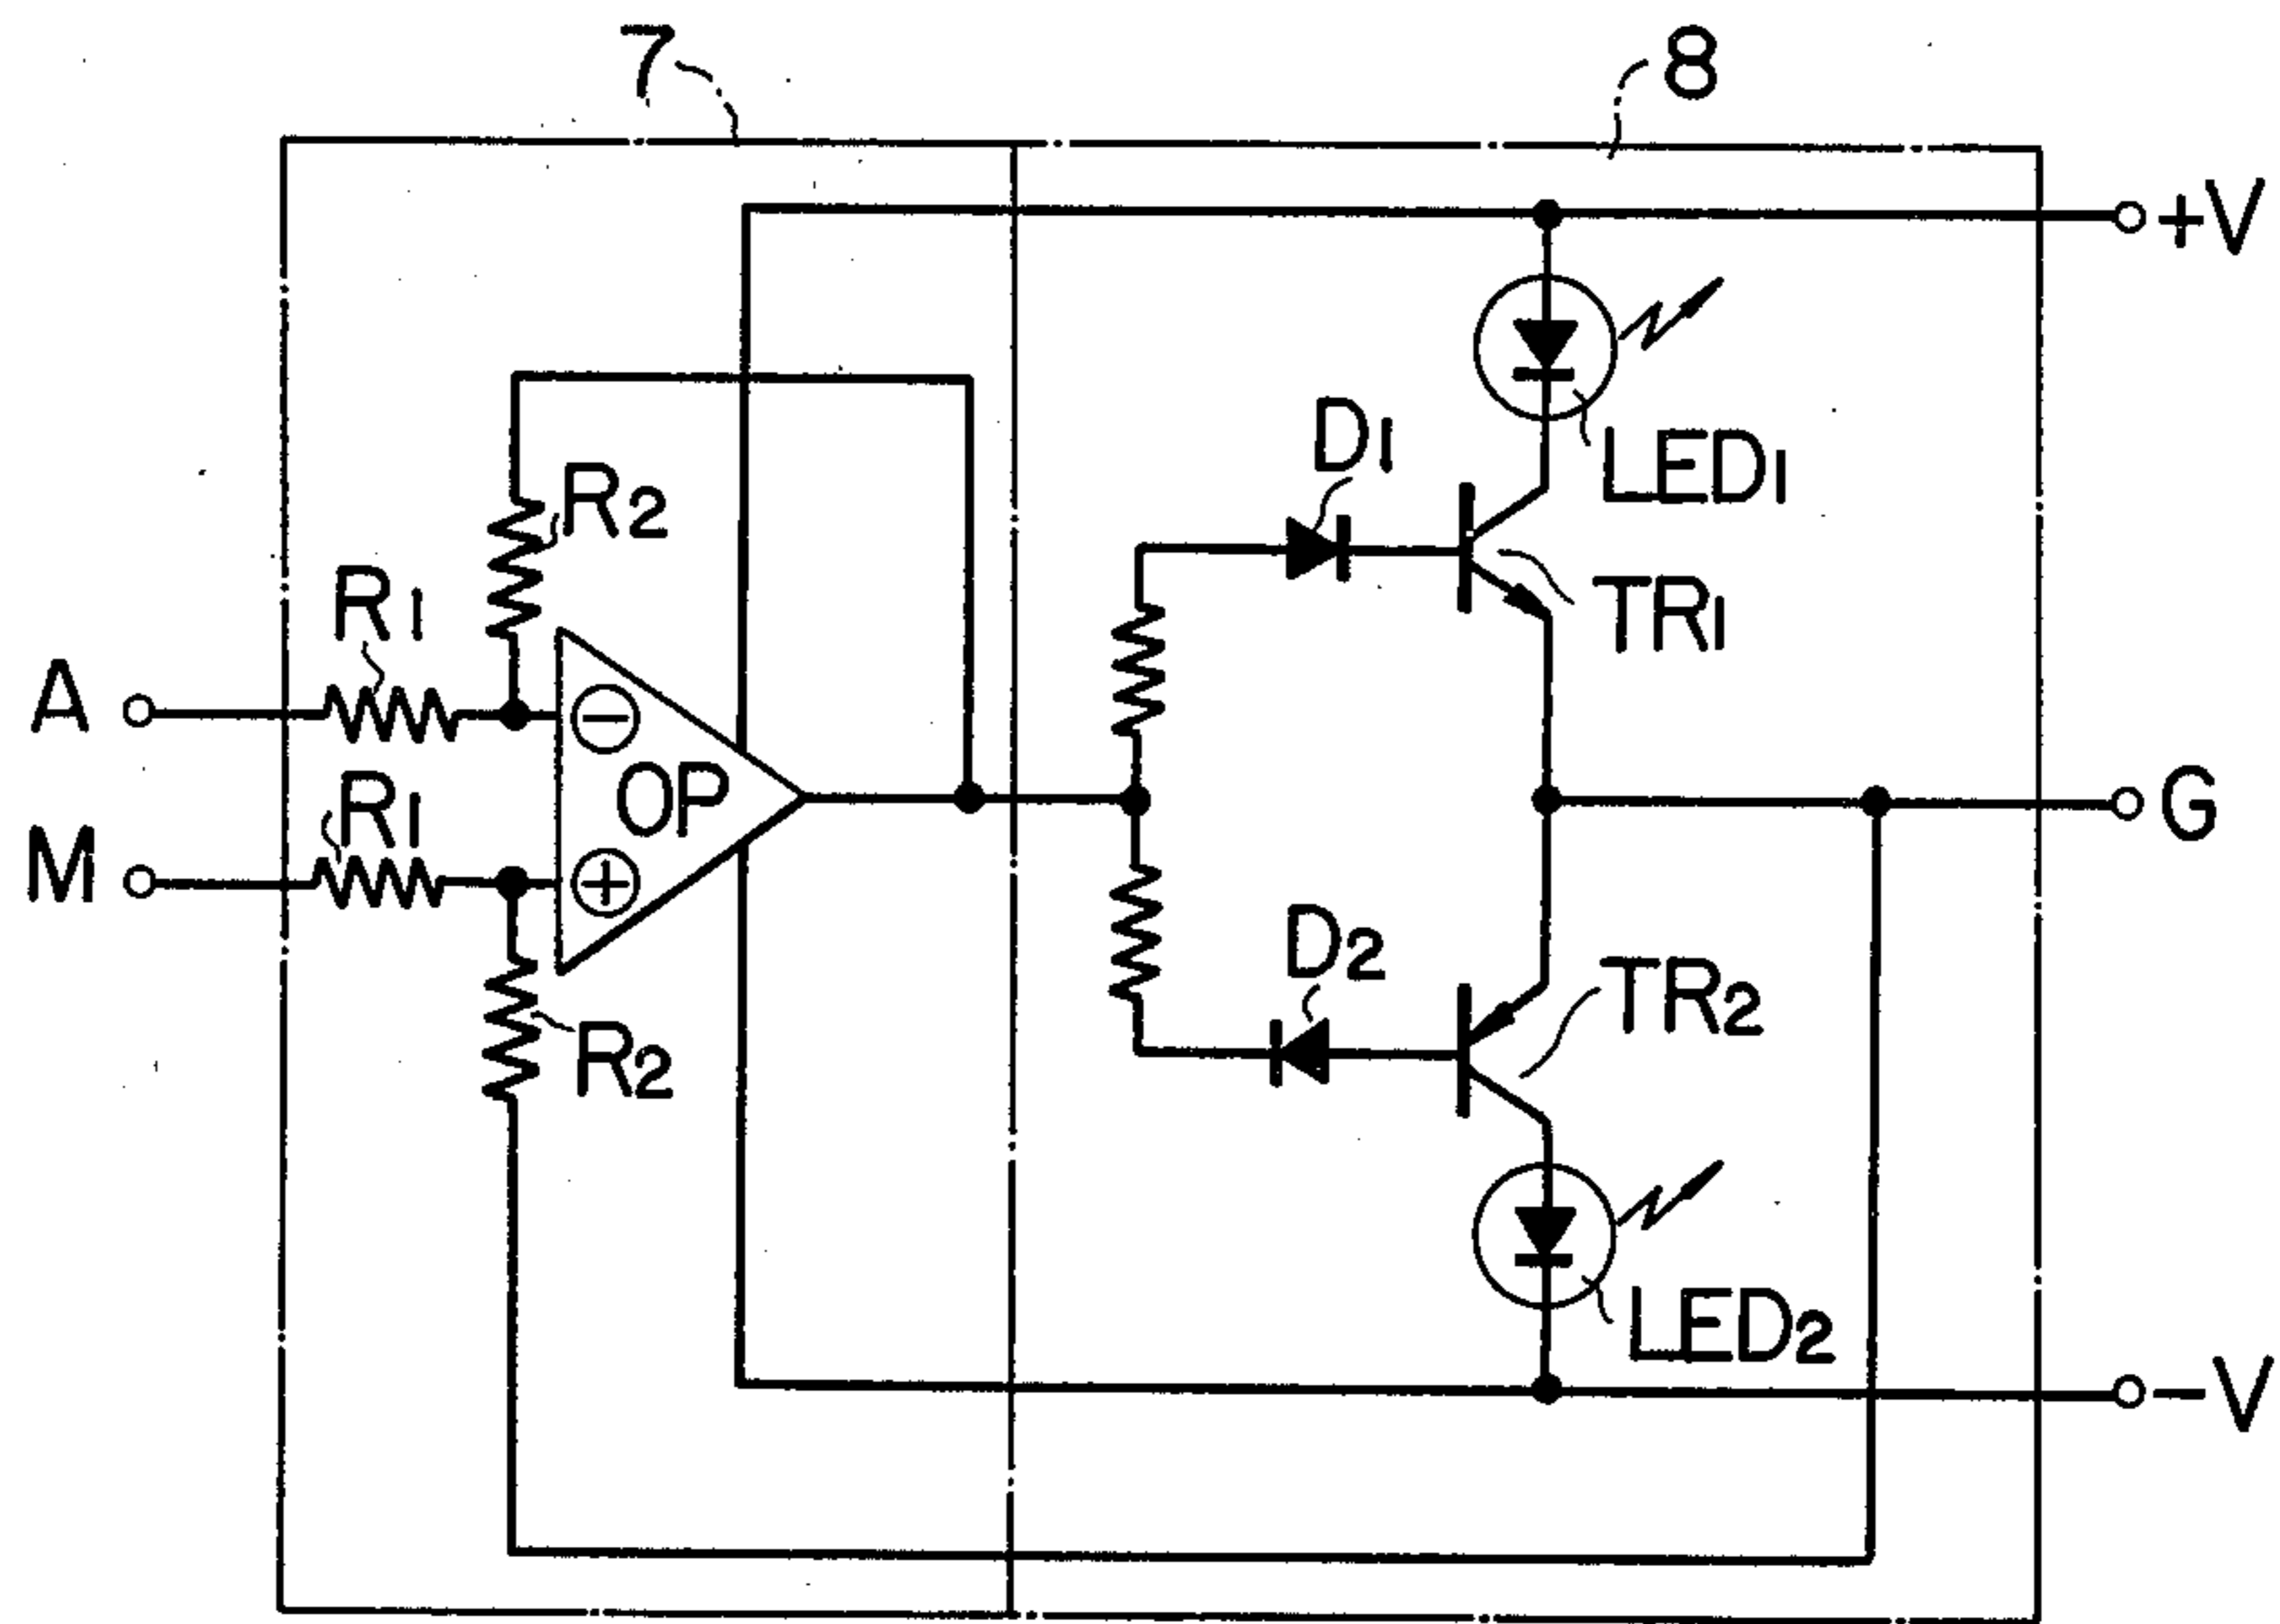 7
8
+V
D1
LED1
R2
R1
TR1
A
⊖
OP
G
M
R1
⊕
D2
TR2
R2
LED2
-V